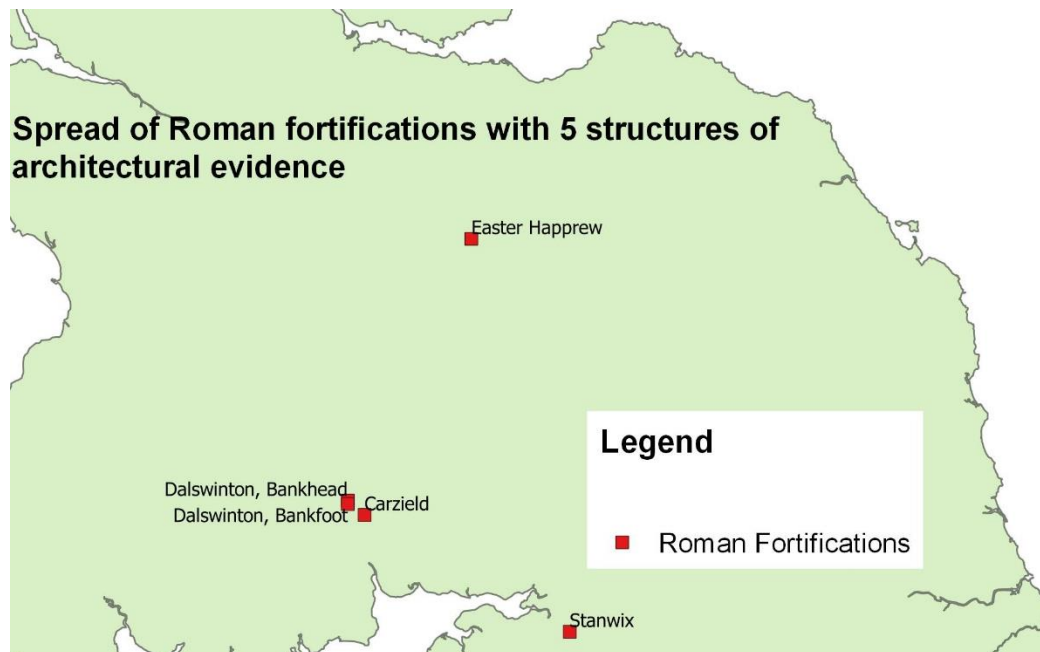 Spread of Roman fortifications with 5 structures of
architectural evidence
Easter Happrew
Dalswinton, Bankhead
Dalswinton, Bankfoot
Carzield
Legend
Roman Fortifications
Stanwix